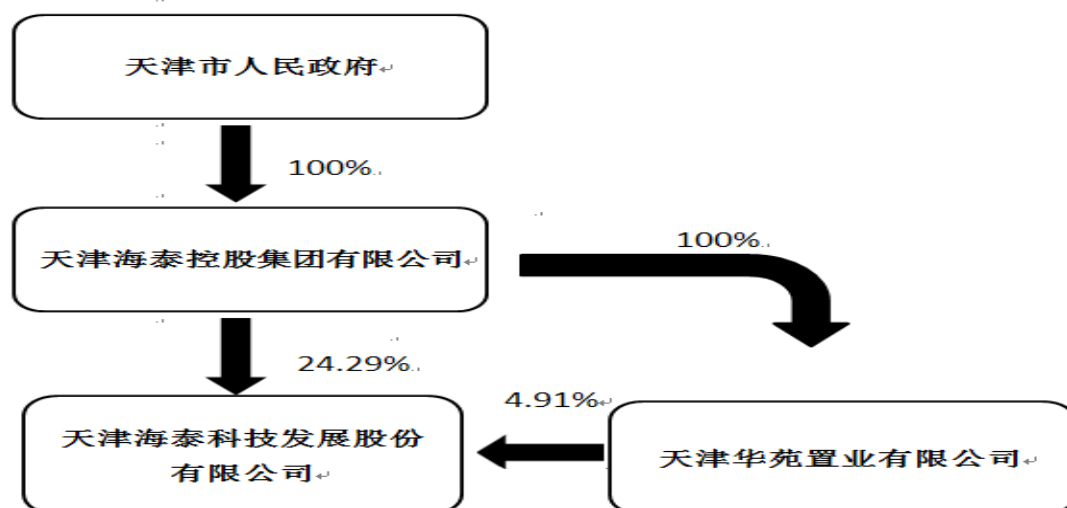 天津市人民政府
100%
天津海泰控股集团有限公司
100%
24.29%
4.91%
天津海泰科技发展股份
有限公司
天津华苑置业有限公司